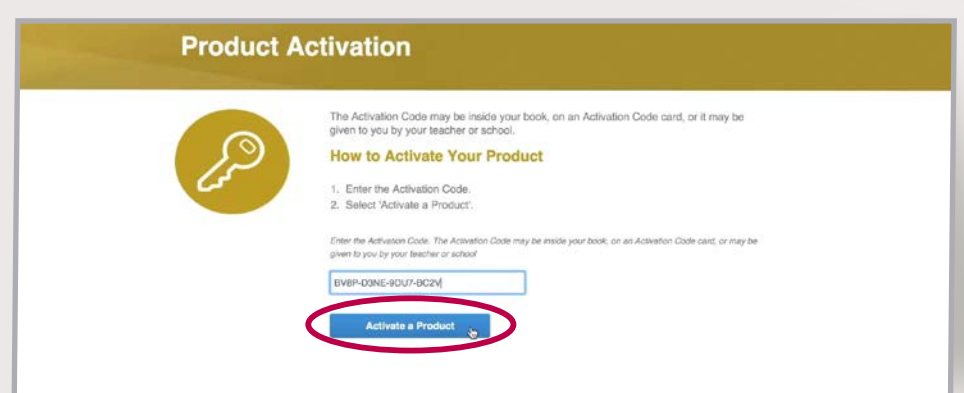 Product Activation
The Activation Code may be inside your book, on an Activation Code card, or it may be
given to you by your teacher or school.
How to Activate Your Product
1. Enter the Activation Code.
2. Select 'Activate a Product'.
Enter the Activation Code. The Activation Code may be inside your book, on an Activation Code card, or may be
given to you by your teacher or school
BV8P-D3NE-9DU7-BC2V
Activate a Product